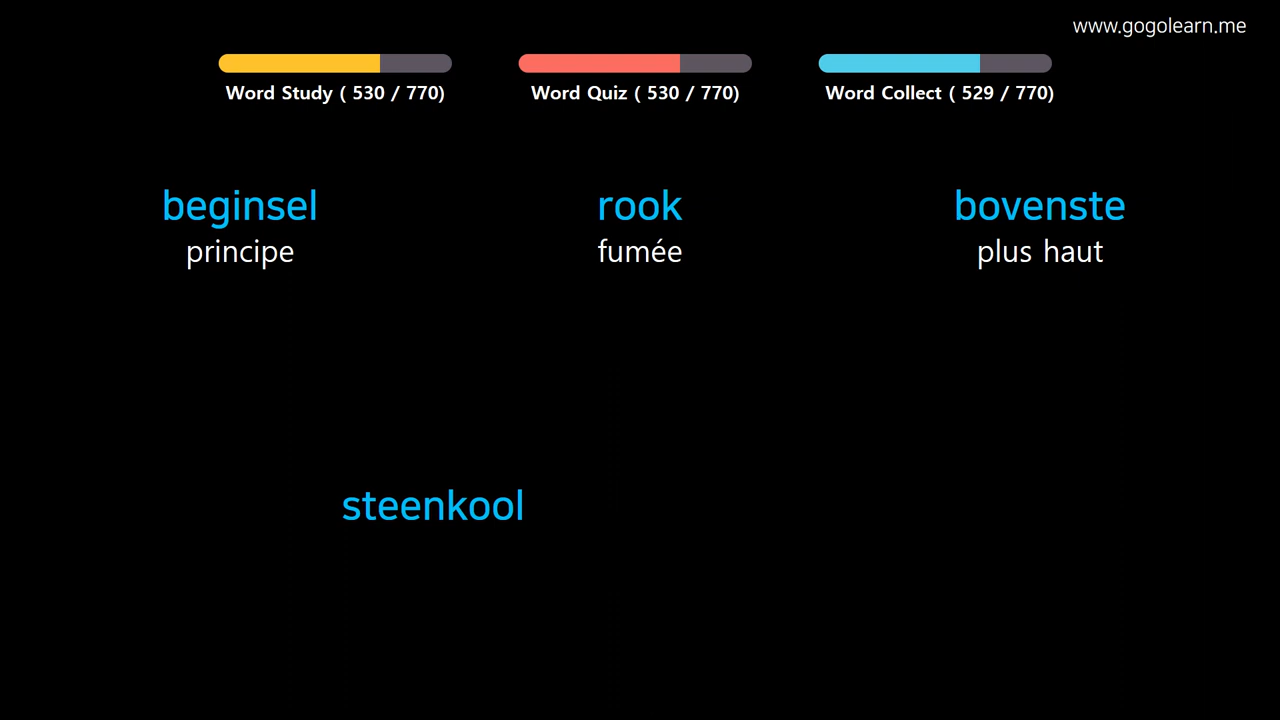 www.gogolearn.me
Word Study ( 530 / 770)
Word Quiz ( 530 / 770)
Word Collect ( 529 / 770)
beginsel
principe
rook
fumée
bovenste
plus haut
steenkool